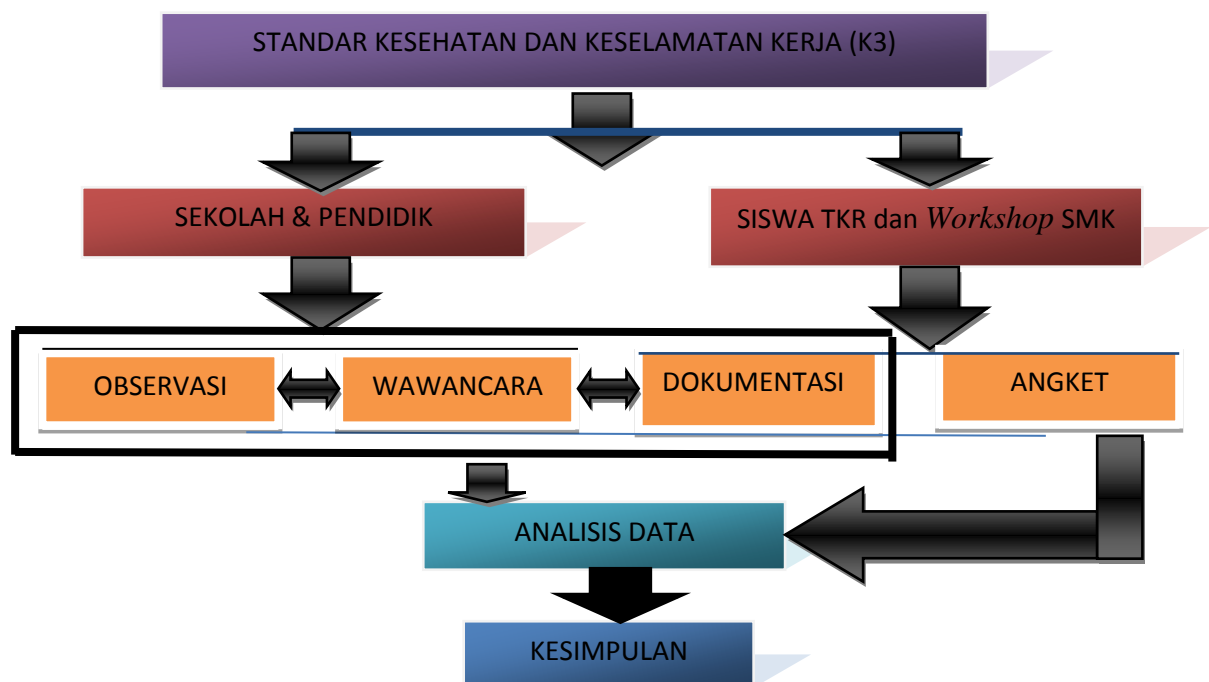 STANDAR KESEHATAN DAN KESELAMATAN KERJA (K3)
SEKOLAH & PENDIDIK
SISWA TKR dan Workshop SMK
OBSERVASI
WAWANCARA
DOKUMENTASI
ANGKET
ANALISIS DATA
KESIMPULAN